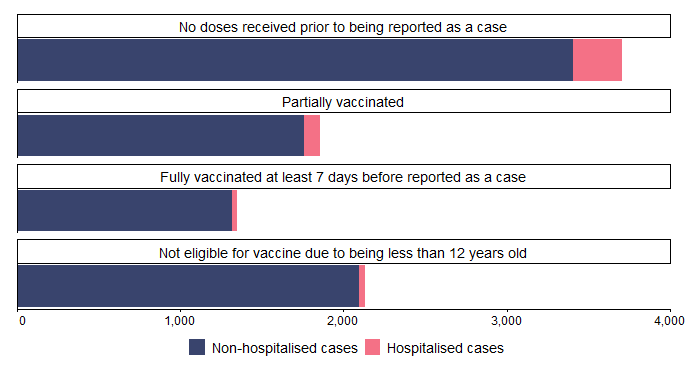 No doses received prior to being reported as a case
Partially vaccinated
Fully vaccinated at least 7 days before reported as a case
Not eligible for vaccine due to being less than 12 years old
0 1,000 2,000 3,000 4,000
Non-hospitalised cases Hospitalised cases